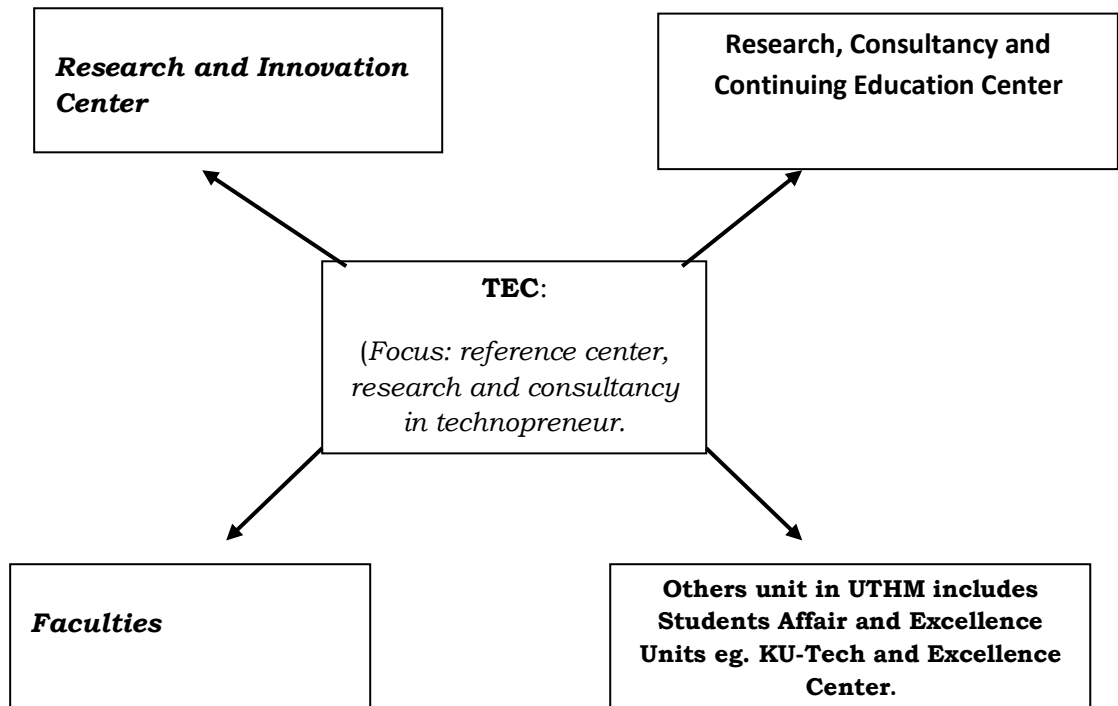 Research and Innovation
Center
Research, Consultancy and
Continuing Education Center
TEC:
(Focus: reference center,
research and consultancy
in technopreneur.
Faculties
Others unit in UTHM includes
Students Affair and Excellence
Units eg. KU-Tech and Excellence
Center.